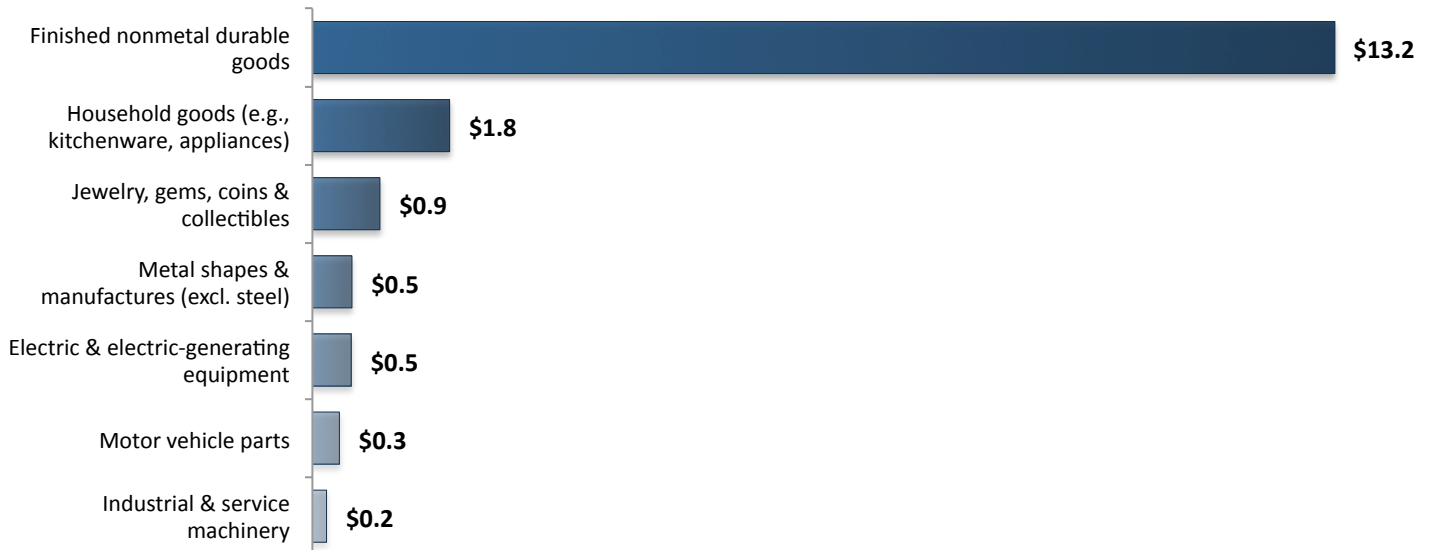 Finished nonmetal durable
goods
$13.2
Household goods (e.g.,
kitchenware, appliances)
$1.8
Jewelry, gems, coins &
collectibles
$0.9
Metal shapes &
manufactures (excl. steel)
$0.5
Electric & electric-generating
equipment
$0.5
Motor vehicle parts
$0.3
Industrial & service
machinery
$0.2